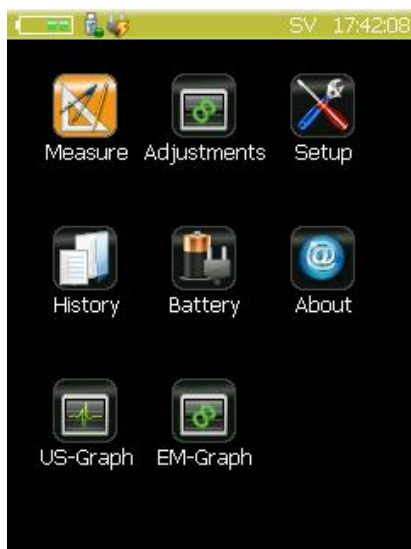 SV 17:42:08
Measure Adjustments Setup
History Battery About
US-Graph EM-Graph